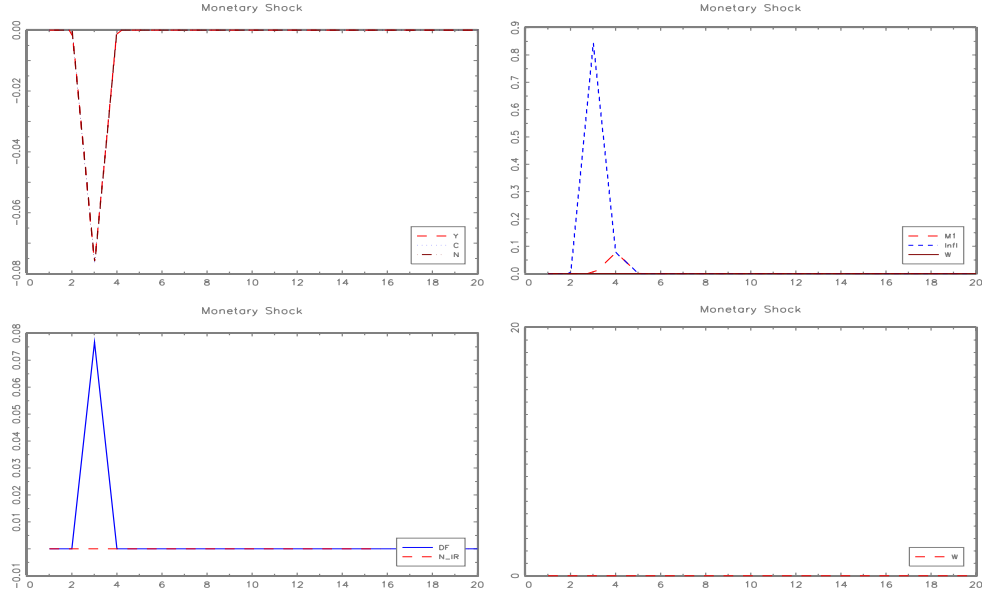 Monetary Shock
0.00
-0.02
-0.04
-0.06
-0.08
Y
C
N
0 2 4 6 8 10 12 14 16 18 20
Monetary Shock
0.9
0.8
0.7
0.6
0.5
0.4
0.3
0.2
0.1
0.0
M1
Infl
W
0 2 4 6 8 10 12 14 16 18 20
Monetary Shock
0.08
0.07
0.06
0.05
0.04
0.03
0.02
0.01
-0.01
DF
N_IR
0 2 4 6 8 10 12 14 16 18 20
Monetary Shock
20
0
W
0 2 4 6 8 10 12 14 16 18 20